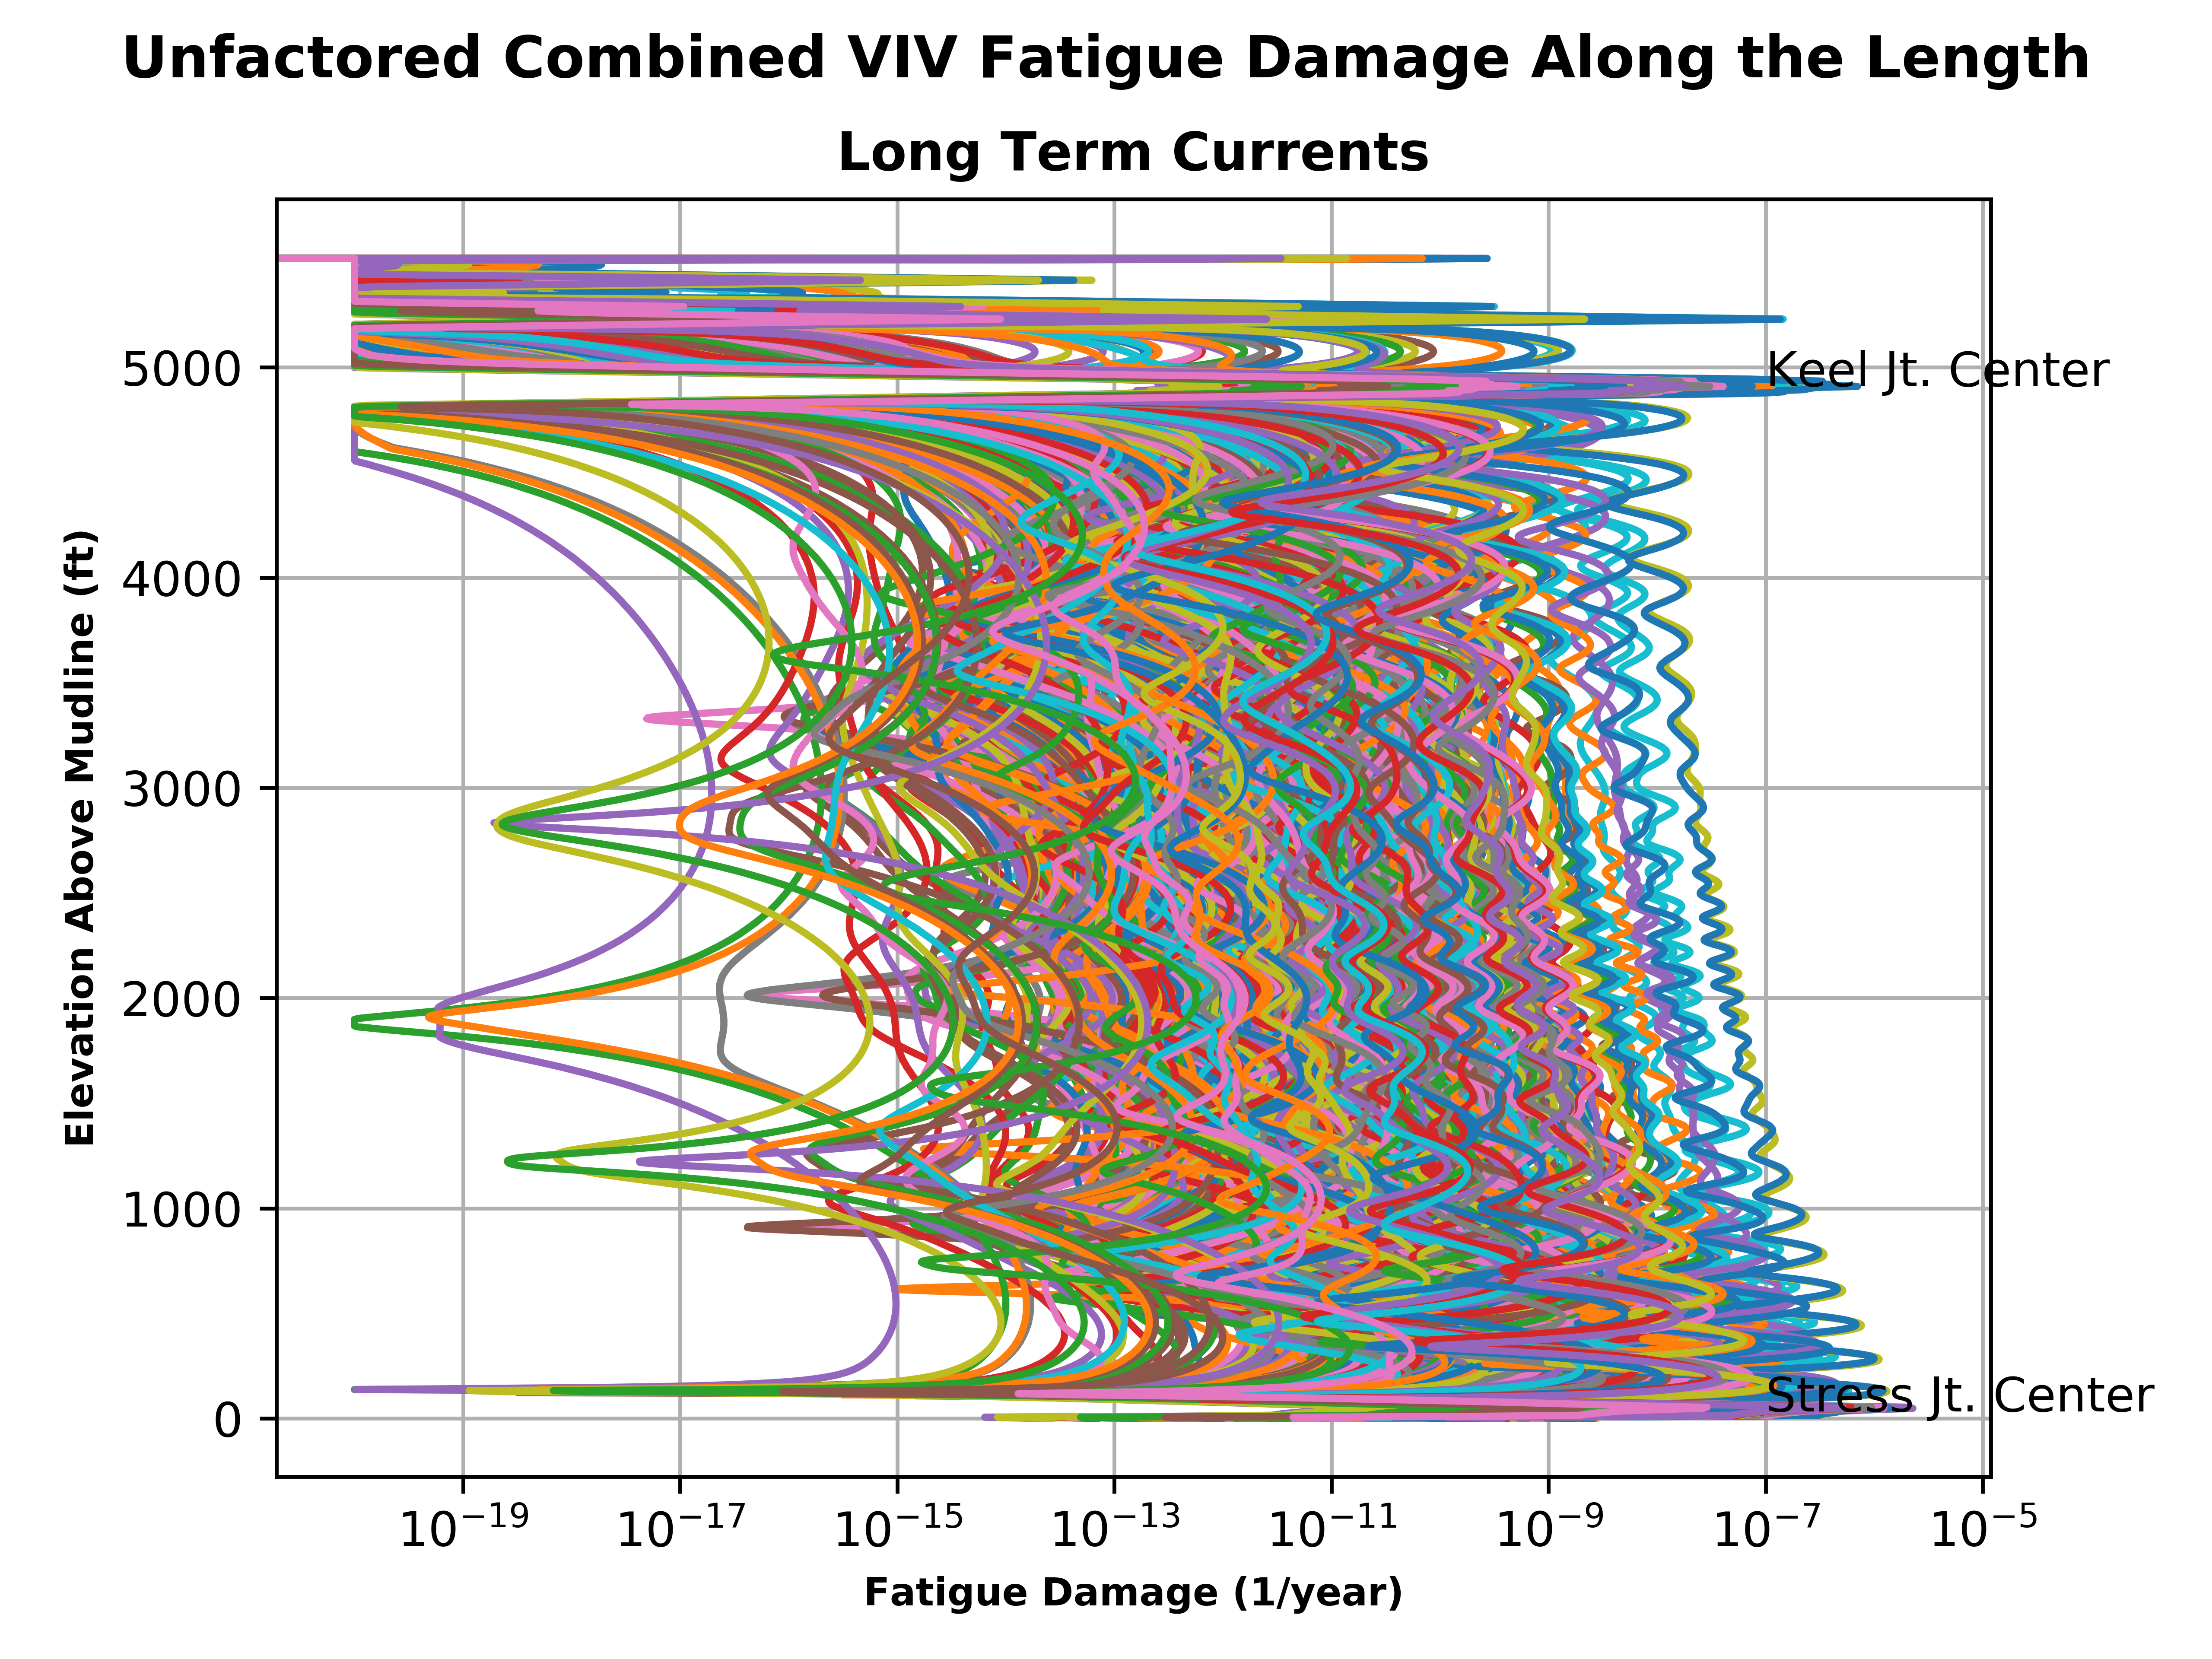 Unfactored Combined VIV Fatigue Damage Along the Length
Long Term Currents
Elevation Above Mudline (ft)
5000
4000
3000
2000
1000
0
Keel Jt. Center
Stress Jt. Center
10⁻¹⁹ 10⁻¹⁷ 10⁻¹⁵ 10⁻¹³ 10⁻¹¹ 10⁻⁹ 10⁻⁷ 10⁻⁵
Fatigue Damage (1/year)